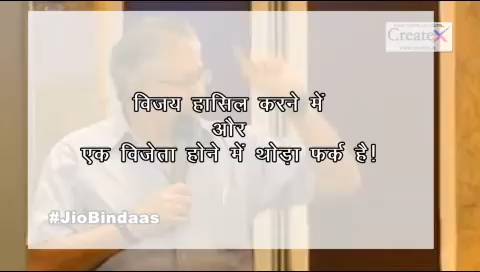 CreateX
विजय हासिल करने में
और
एक विजेता होने में थोड़ा फर्क है!
#JioBindaas